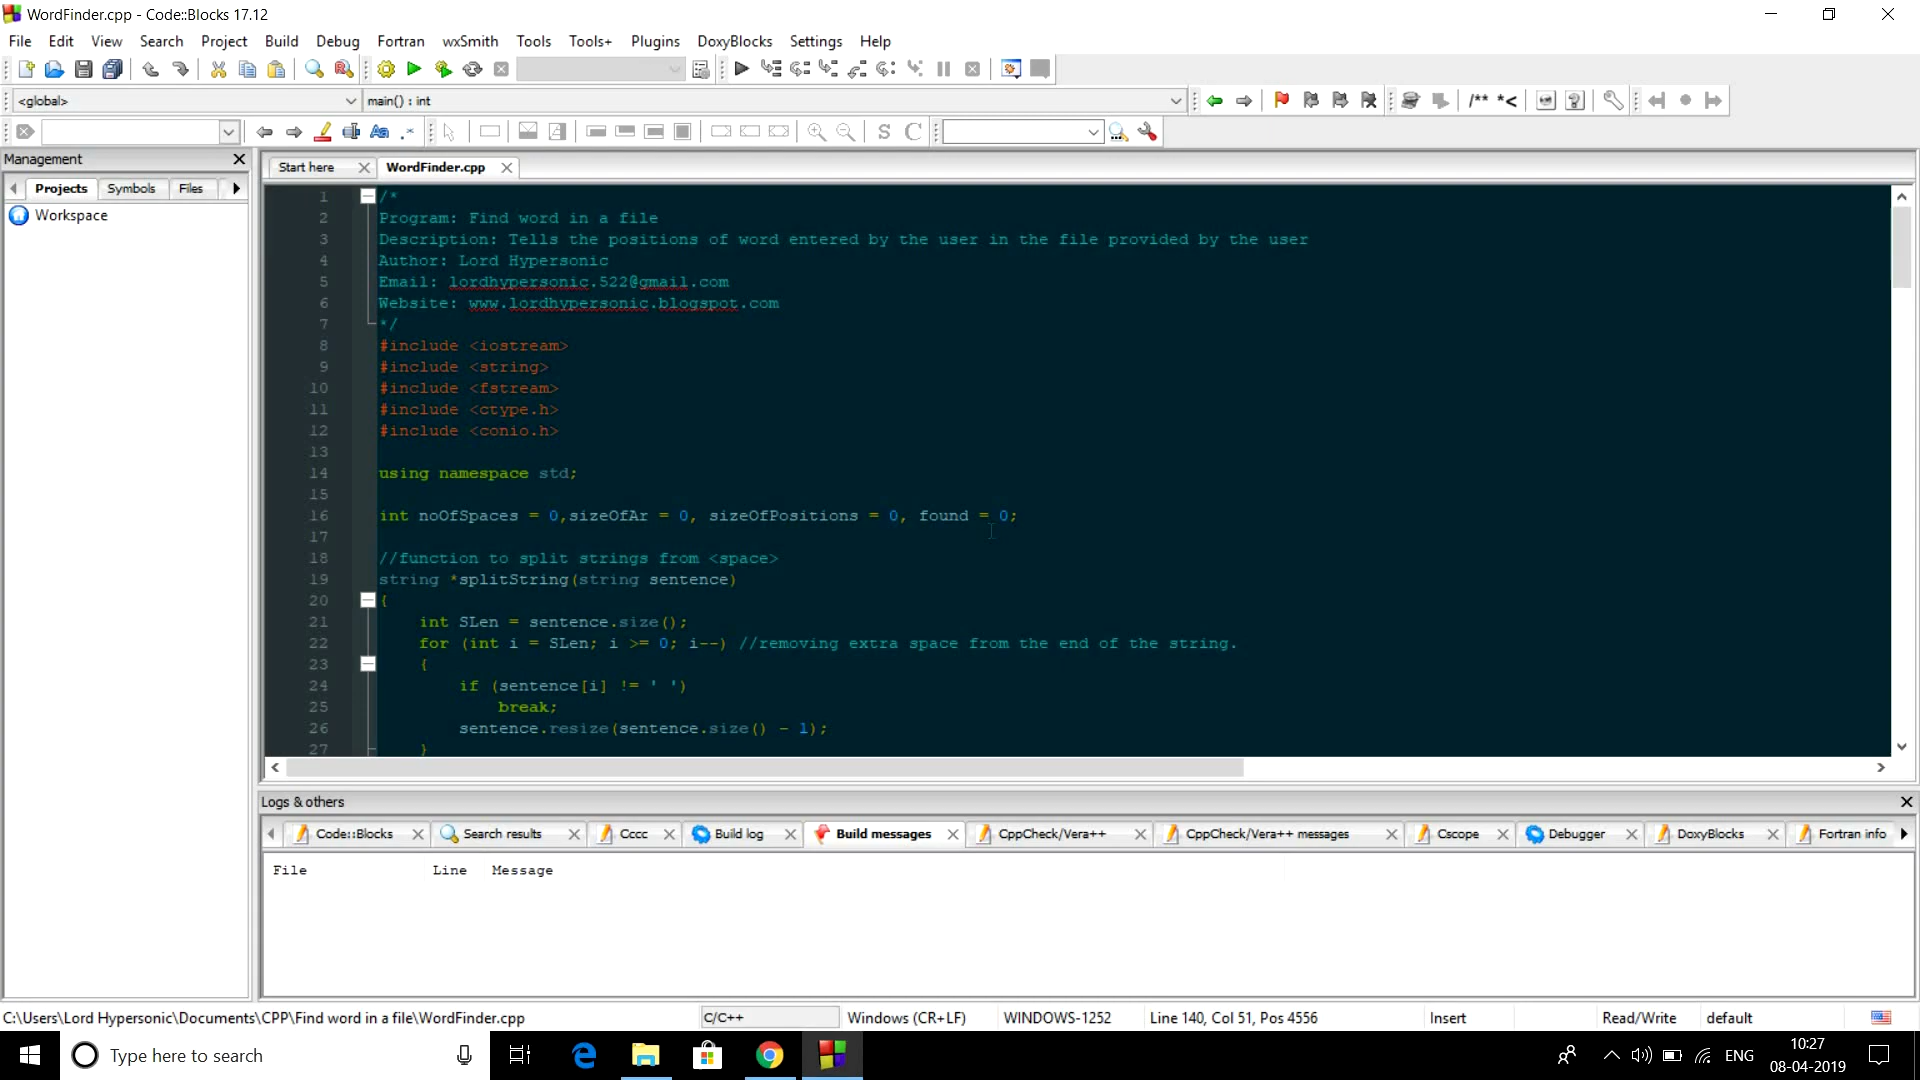 WordFinder.cpp - Code::Blocks 17.12
File Edit View Search Project Build Debug Fortran wxSmith Tools Tools+ Plugins DoxyBlocks Settings Help
<global> main() : int
/** *<
Management
Projects Symbols Files
Workspace
Start here WordFinder.cpp
1 /*
2 Program: Find word in a file
3 Description: Tells the positions of word entered by the user in the file provided by the user
4 Author: Lord Hypersonic
5 Email: lordhypersonic.522@gmail.com
6 Website: www.lordhypersonic.blogspot.com
7 */
8 #include <iostream>
9 #include <string>
10 #include <fstream>
11 #include <ctype.h>
12 #include <conio.h>
13
14 using namespace std;
15
16 int noOfSpaces = 0,sizeOfAr = 0, sizeOfPositions = 0, found = 0;
17
18 //function to split strings from <space>
19 string *splitString(string sentence)
20 {
21 int SLen = sentence.size();
22 for (int i = SLen; i >= 0; i--) //removing extra space from the end of the string.
23 {
24 if (sentence[i] != ' ')
25 break;
26 sentence.resize(sentence.size() - 1);
27 }
Logs & others
Code::Blocks Search results Cccc Build log Build messages CppCheck/Vera++ CppCheck/Vera++ messages Cscope Debugger DoxyBlocks Fortran info
File Line Message
C:\Users\Lord Hypersonic\Documents\CPP\Find word in a file\WordFinder.cpp C/C++ Windows (CR+LF) WINDOWS-1252 Line 140, Col 51, Pos 4556 Insert Read/Write default
Type here to search
ENG
10:27
08-04-2019